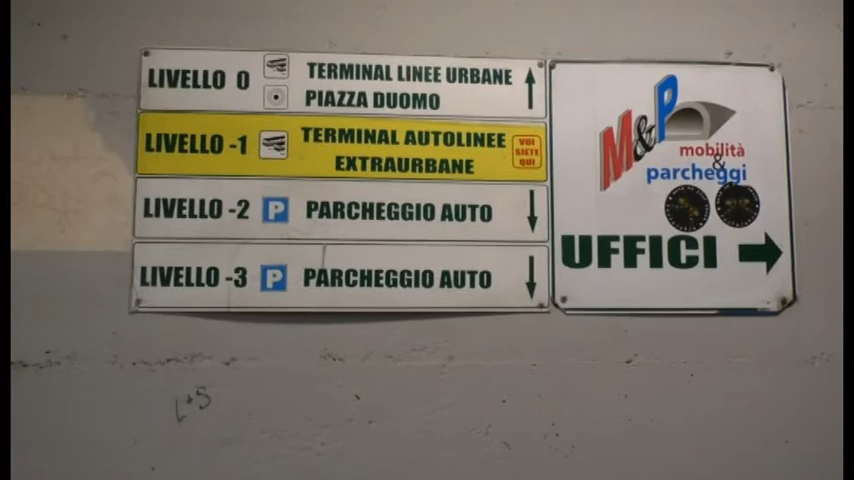 LIVELLO 0 TERMINAL LINEE URBANE
PIAZZA DUOMO
LIVELLO -1 TERMINAL AUTOLINEE
EXTRAURBANE
VOI
SIETE
QUI
LIVELLO -2 P PARCHEGGIO AUTO
LIVELLO -3 P PARCHEGGIO AUTO
M&P
mobilità
&
parcheggi
UFFICI
L+S